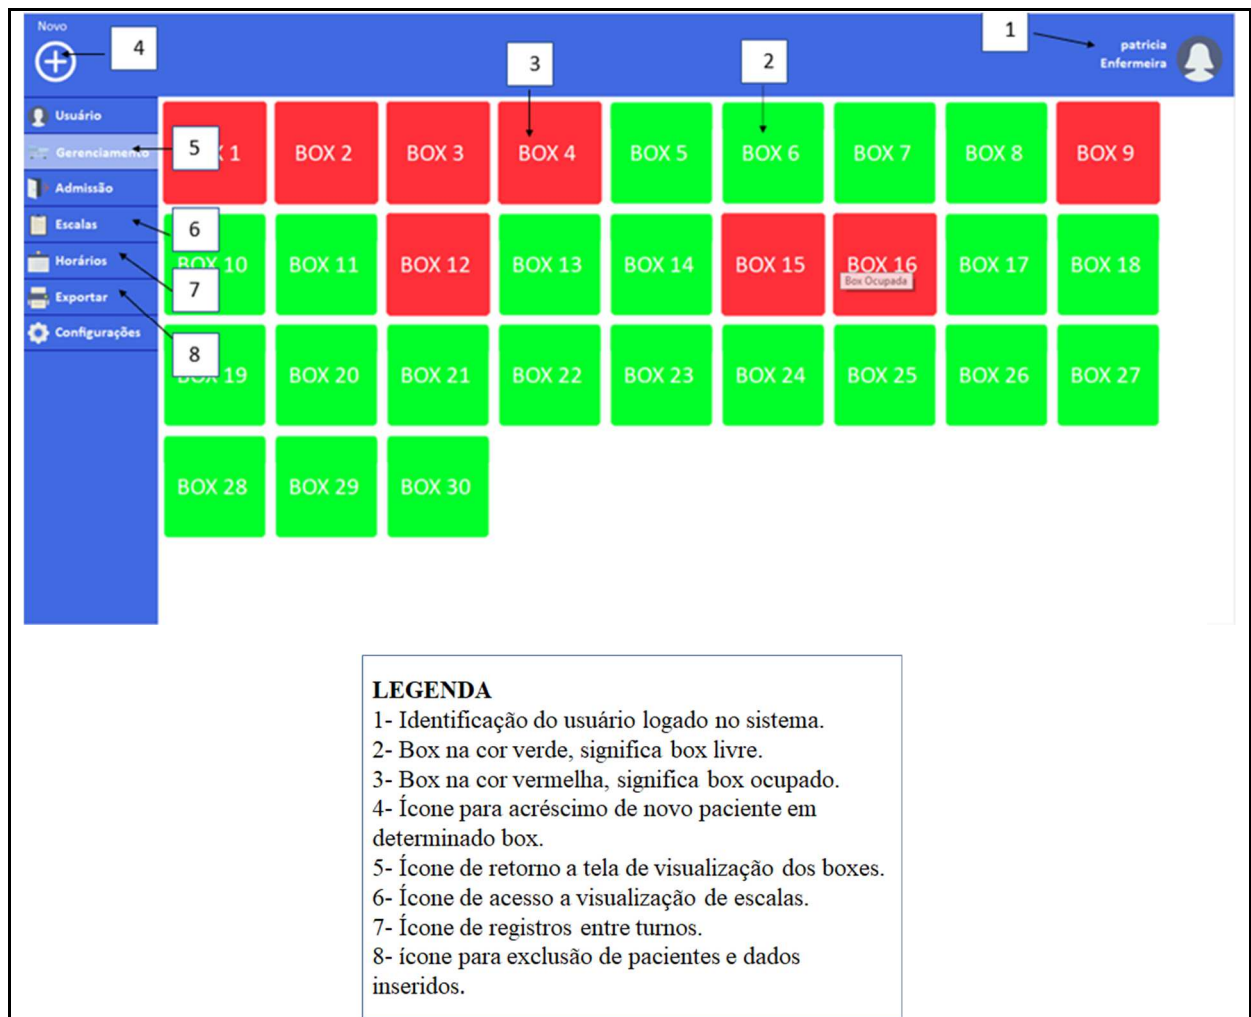 Novo
4
1
patricia
Enfermeira
3
2
Usuário
Gerenciamento
Admissão
Escalas
Horários
Exportar
Configurações
5
6
7
8
1
BOX 2
BOX 3
BOX 4
BOX 5
BOX 6
BOX 7
BOX 8
BOX 9
BOX 10
BOX 11
BOX 12
BOX 13
BOX 14
BOX 15
BOX 16
Box Ocupada
BOX 17
BOX 18
BOX 19
BOX 20
BOX 21
BOX 22
BOX 23
BOX 24
BOX 25
BOX 26
BOX 27
BOX 28
BOX 29
BOX 30
LEGENDA
1- Identificação do usuário logado no sistema.
2- Box na cor verde, significa box livre.
3- Box na cor vermelha, significa box ocupado.
4- Ícone para acréscimo de novo paciente em
determinado box.
5- Ícone de retorno a tela de visualização dos boxes.
6- Ícone de acesso a visualização de escalas.
7- Ícone de registros entre turnos.
8- ícone para exclusão de pacientes e dados
inseridos.